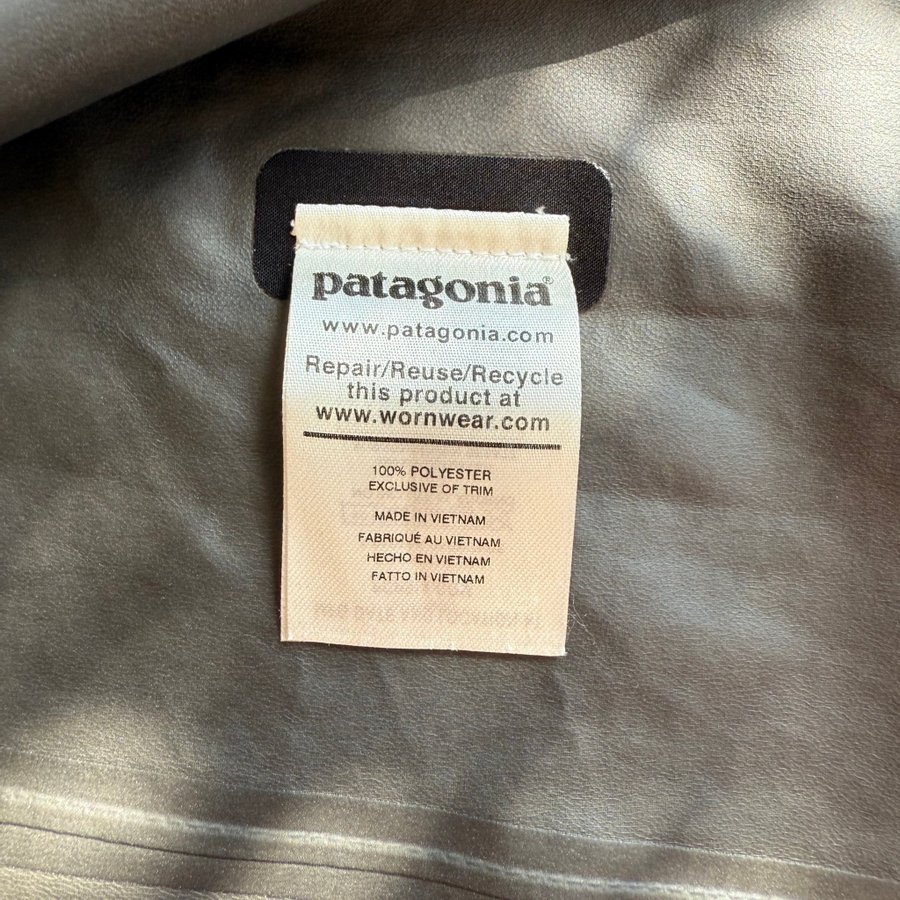 patagonia®
www.patagonia.com
Repair/Reuse/Recycle
this product at
www.wornwear.com
100% POLYESTER
EXCLUSIVE OF TRIM
MADE IN VIETNAM
FABRIQUÉ AU VIETNAM
HECHO EN VIETNAM
FATTO IN VIETNAM